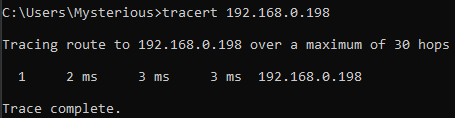 C:\Users\Mysterious>tracert 192.168.0.198
Tracing route to 192.168.0.198 over a maximum of 30 hops
1 2 ms 3 ms 3 ms 192.168.0.198
Trace complete.